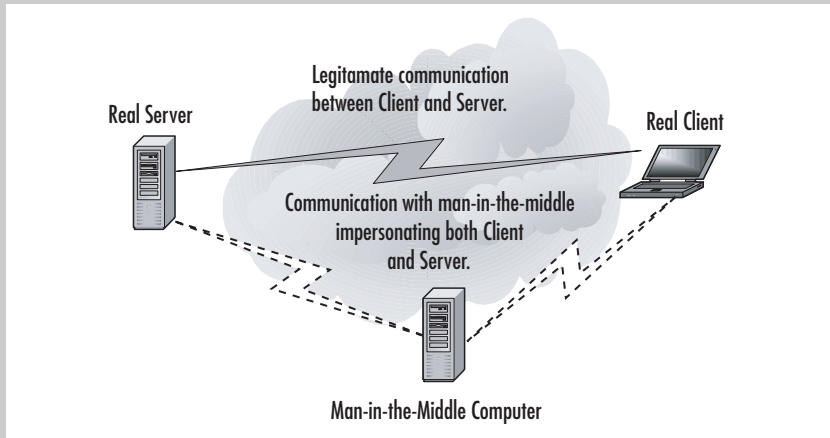 Legitamate communication
between Client and Server.
Real Server
Real Client
Communication with man-in-the-middle
impersonating both Client
and Server.
Man-in-the-Middle Computer